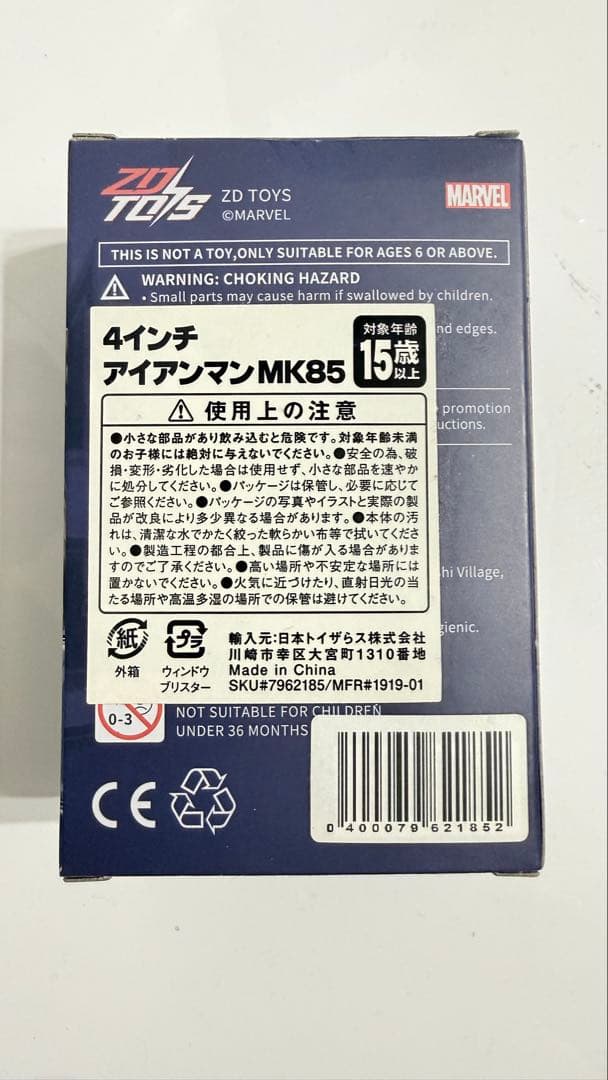 ZD TOYS
ZD TOYS
©MARVEL
MARVEL
THIS IS NOT A TOY,ONLY SUITABLE FOR AGES 6 OR ABOVE.
WARNING: CHOKING HAZARD
• Small parts may cause harm if swallowed by children.
edges.
promotion
Village,
4インチ
アイアンマンMK85
対象年齢
15歳
以上
使用上の注意
●小さな部品があり飲み込むと危険です。対象年齢未満
のお子様には絶対に与えないでください。●安全の為、破
損・変形・劣化した場合は使用せず、小さな部品を速やか
に処分してください。●パッケージは保管し、必要に応じて
ご参照ください。●パッケージの写真やイラストと実際の製
品が改良により多少異なる場合があります。●本体の汚
れは、清潔な水でかたく絞った軟らかい布等で拭いてくだ
さい。●製造工程の都合上、製品に傷が入る場合がありま
すのでご了承ください。●高い場所や不安定な場所には
置かないでください。●火気に近づけたり、直射日光の当
たる場所や高温多湿の場所での保管は避けてください。
紙
外箱
プラ
ウィンドウ
ブリスター
輸入元:日本トイザらス株式会社
川崎市幸区大宮町1310番地
Made in China
SKU#7962185/MFR#1919-01
0-3
NOT SUITABLE FOR CHILDREN
UNDER 36 MONTHS
CE
0 400079 621852